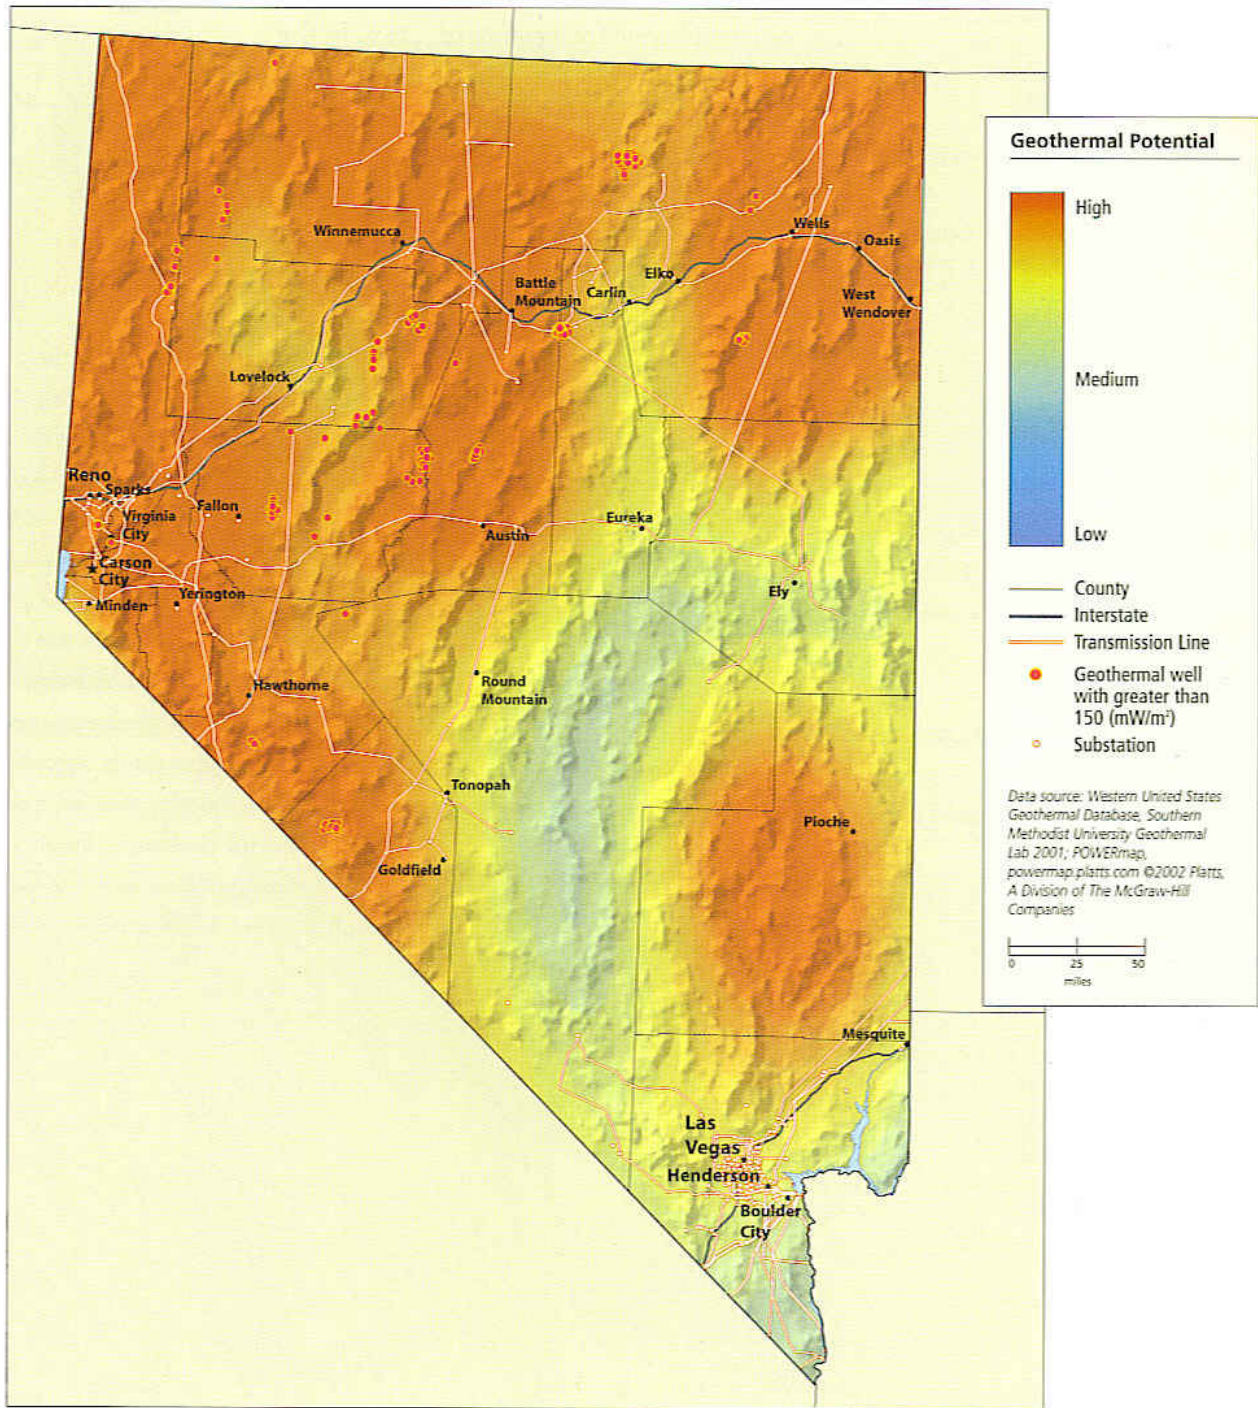 Winnemucca
Wells
Oasis
Battle
Mountain
Carlin
Elko
West
Wendover
Lovelock
Reno
Sparks
Virginia
City
Fallon
Austin
Eureka
Carson
City
Ely
Minden
Yerington
Hawthorne
Round
Mountain
Tonopah
Pioche
Goldfield
Mesquite
Las
Vegas
Henderson
Boulder
City
Geothermal Potential
High
Medium
Low
County
Interstate
Transmission Line
Geothermal well
with greater than
150 (mW/m²)
Substation
Data source: Western United States
Geothermal Database, Southern
Methodist University Geothermal
Lab 2001; POWERmap,
powermap.platts.com ©2002 Platts,
A Division of The McGraw-Hill
Companies
0 25 50
miles